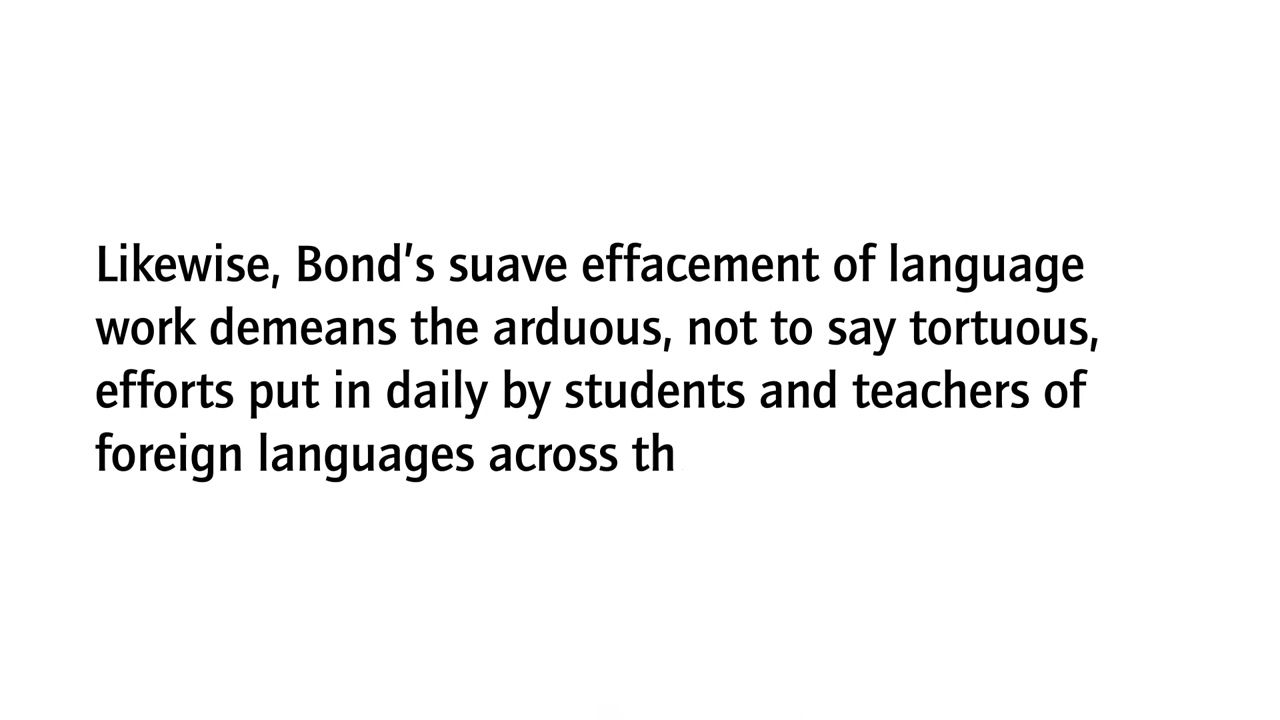 Likewise, Bond’s suave effacement of language
work demeans the arduous, not to say tortuous,
efforts put in daily by students and teachers of
foreign languages across th